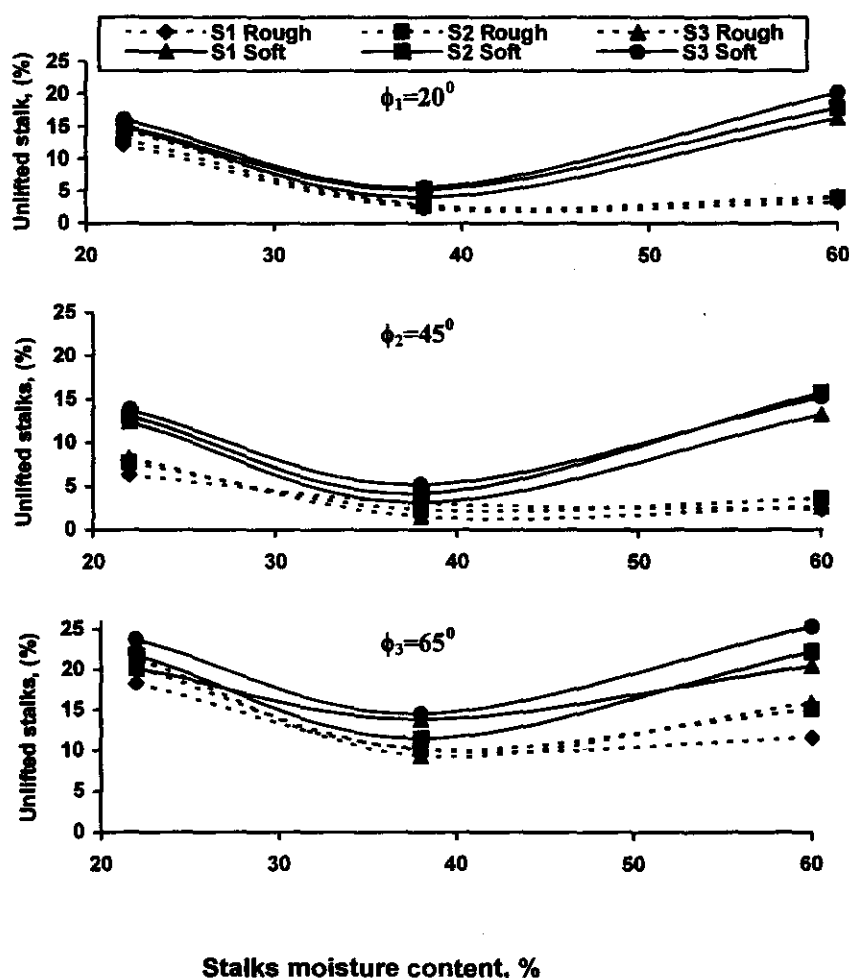 S1 Rough S2 Rough S3 Rough
S1 Soft S2 Soft S3 Soft
Unlifted stalk, (%)
25
20
15
10
5
0
ϕ₁=20⁰
20 30 40 50 60
Unlifted stalks, (%)
25
20
15
10
5
0
ϕ₂=45⁰
20 30 40 50 60
Unlifted stalks, (%)
25
20
15
10
5
0
ϕ₃=65⁰
20 30 40 50 60
Stalks moisture content, %